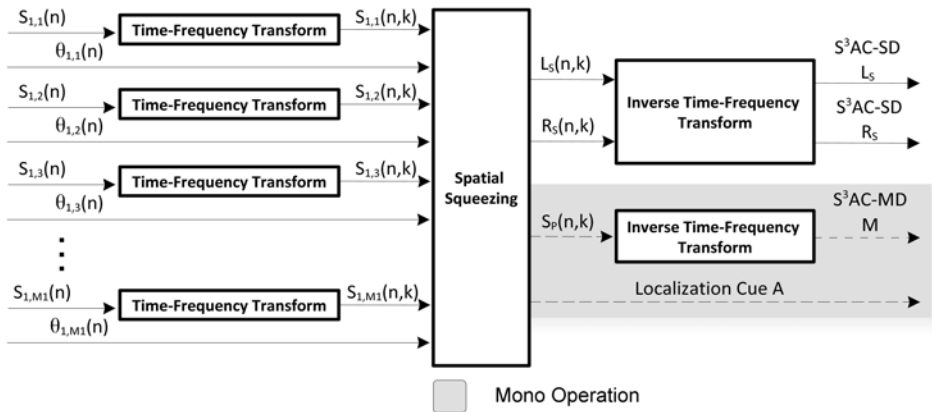 S1,1(n)
Time-Frequency Transform
S1,1(n,k)
θ1,1(n)
S1,2(n)
Time-Frequency Transform
S1,2(n,k)
θ1,2(n)
S1,3(n)
Time-Frequency Transform
S1,3(n,k)
θ1,3(n)
S1,M1(n)
Time-Frequency Transform
S1,M1(n,k)
θ1,M1(n)
Spatial
Squeezing
LS(n,k)
RS(n,k)
Inverse Time-Frequency
Transform
S³AC-SD
LS
S³AC-SD
RS
SP(n,k)
Inverse Time-Frequency
Transform
S³AC-MD
M
Localization Cue A
Mono Operation